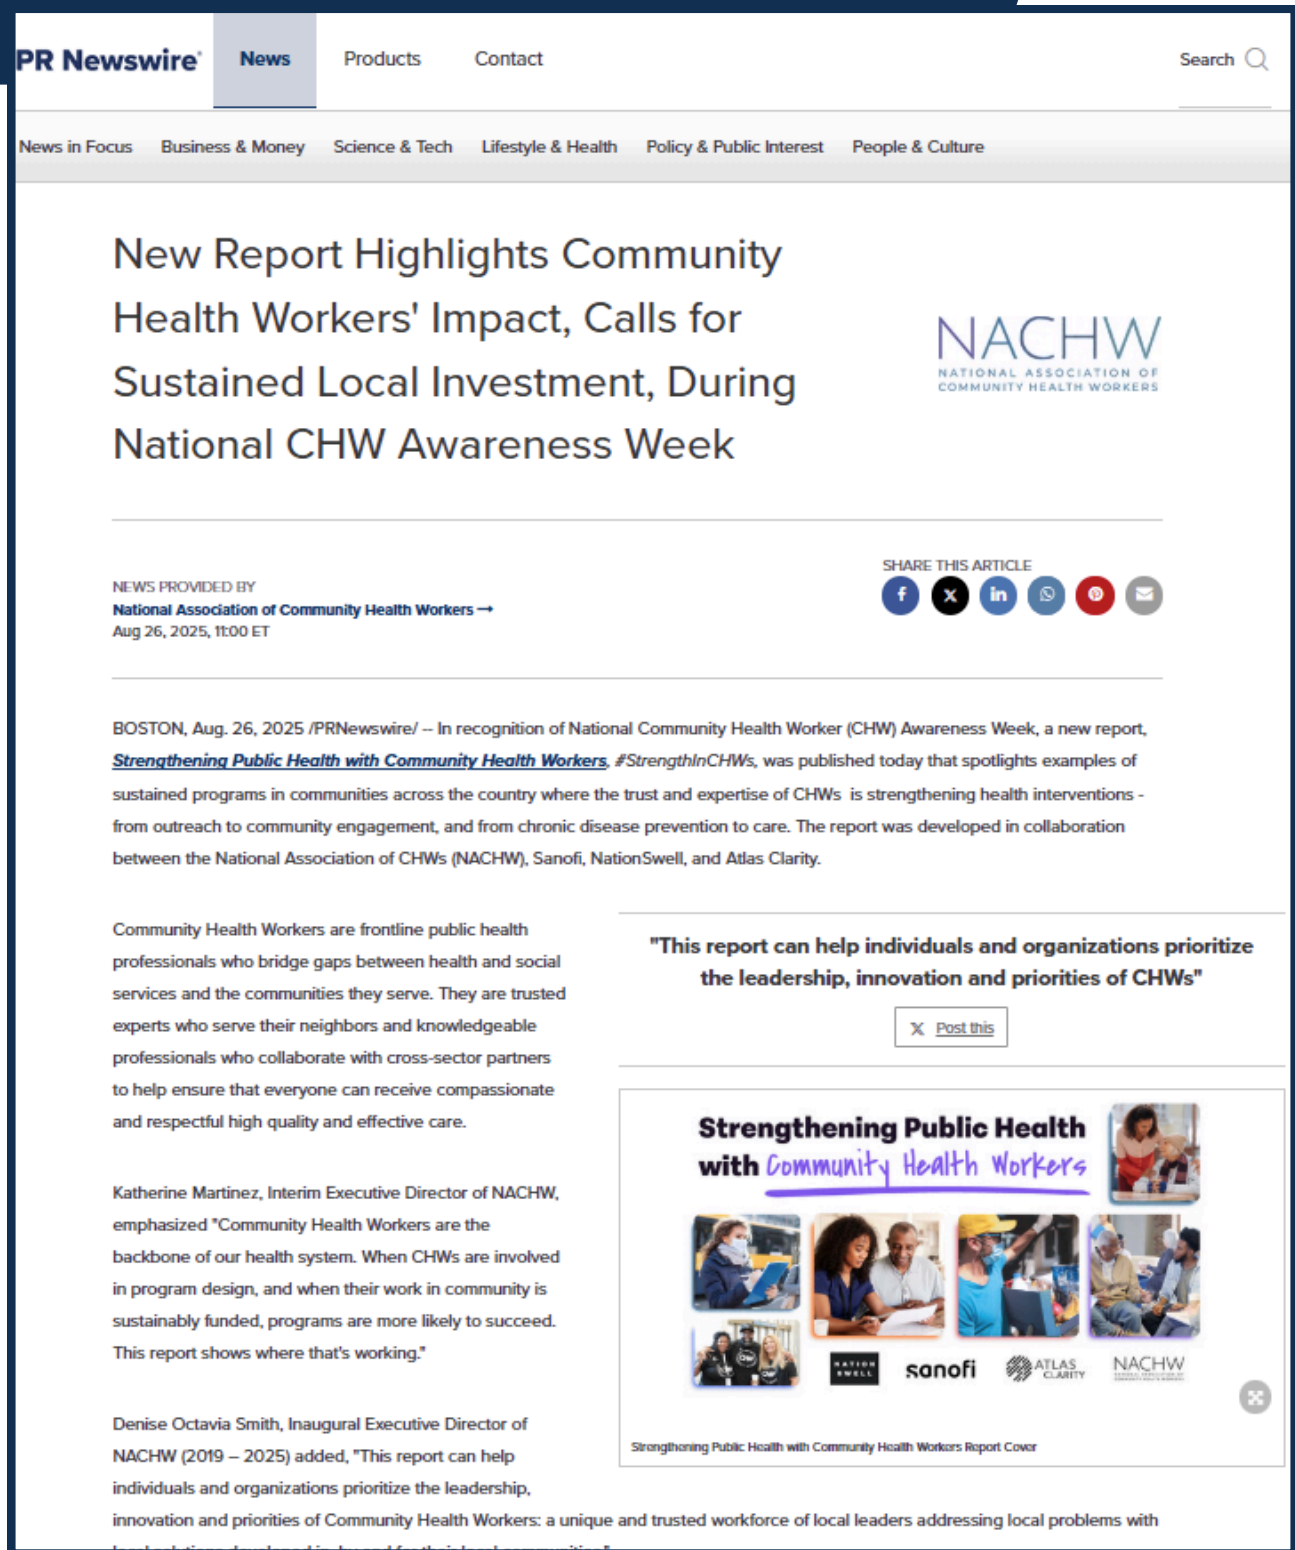 PR Newswire®
News
Products
Contact
Search
News in Focus
Business & Money
Science & Tech
Lifestyle & Health
Policy & Public Interest
People & Culture
New Report Highlights Community
Health Workers' Impact, Calls for
Sustained Local Investment, During
National CHW Awareness Week
NACHW
NATIONAL ASSOCIATION OF
COMMUNITY HEALTH WORKERS
NEWS PROVIDED BY
National Association of Community Health Workers →
Aug 26, 2025, 11:00 ET
SHARE THIS ARTICLE
BOSTON, Aug. 26, 2025 /PRNewswire/ -- In recognition of National Community Health Worker (CHW) Awareness Week, a new report,
Strengthening Public Health with Community Health Workers, #StrengthInCHWs, was published today that spotlights examples of
sustained programs in communities across the country where the trust and expertise of CHWs is strengthening health interventions -
from outreach to community engagement, and from chronic disease prevention to care. The report was developed in collaboration
between the National Association of CHWs (NACHW), Sanofi, NationSwell, and Atlas Clarity.
Community Health Workers are frontline public health
professionals who bridge gaps between health and social
services and the communities they serve. They are trusted
experts who serve their neighbors and knowledgeable
professionals who collaborate with cross-sector partners
to help ensure that everyone can receive compassionate
and respectful high quality and effective care.
Katherine Martinez, Interim Executive Director of NACHW,
emphasized "Community Health Workers are the
backbone of our health system. When CHWs are involved
in program design, and when their work in community is
sustainably funded, programs are more likely to succeed.
This report shows where that's working."
Denise Octavia Smith, Inaugural Executive Director of
NACHW (2019 – 2025) added, "This report can help
individuals and organizations prioritize the leadership,
innovation and priorities of Community Health Workers: a unique and trusted workforce of local leaders addressing local problems with
"This report can help individuals and organizations prioritize
the leadership, innovation and priorities of CHWs"
Post this
Strengthening Public Health
with Community Health Workers
NATION
SWELL
sanofi
ATLAS
CLARITY
NACHW
Strengthening Public Health with Community Health Workers Report Cover